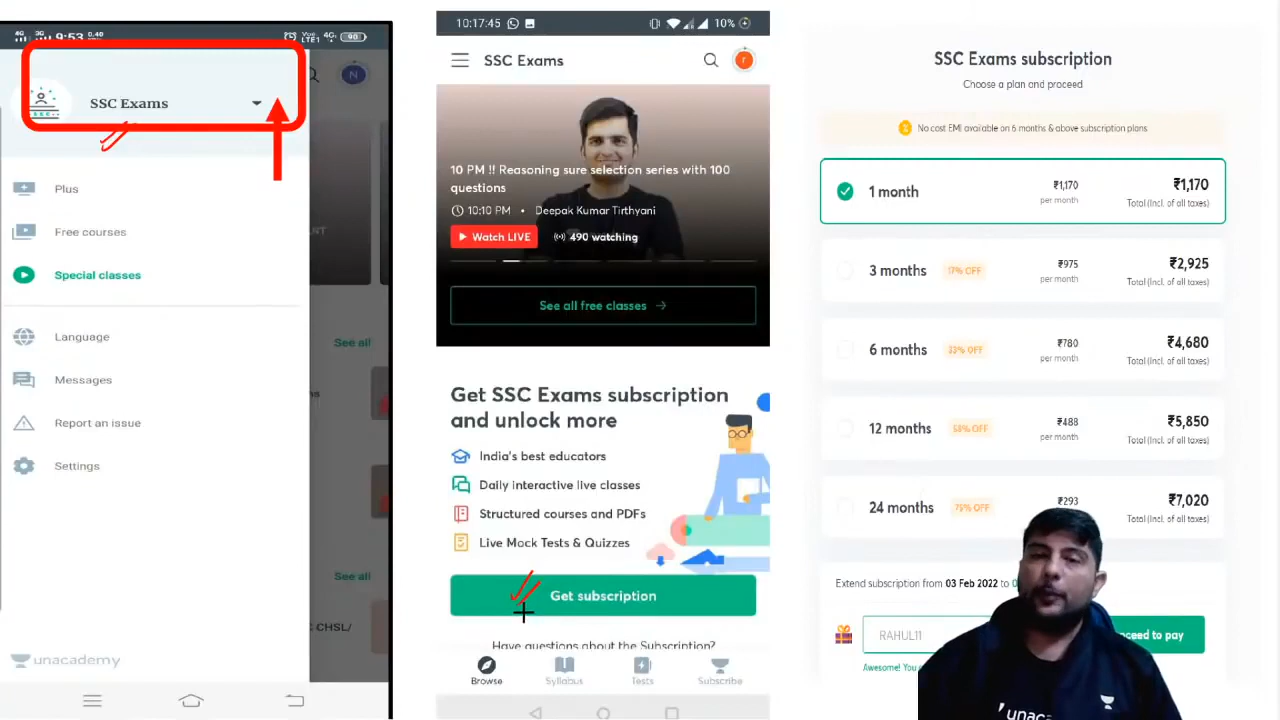 9:53
90
N
SSC Exams
Plus
Free courses
Special classes
Language
Messages
Report an issue
Settings
See all
See all
CHSL/
unacademy
10:17:45
10%
SSC Exams
r
10 PM !! Reasoning sure selection series with 100
questions
10:10 PM • Deepak Kumar Tirthyani
Watch LIVE 490 watching
See all free classes →
Get SSC Exams subscription
and unlock more
India's best educators
Daily interactive live classes
Structured courses and PDFs
Live Mock Tests & Quizzes
Get subscription
Have questions about the Subscription?
Browse Syllabus Tests Subscribe
SSC Exams subscription
Choose a plan and proceed
No cost EMI available on 6 months & above subscription plans
1 month ₹1,170 ₹1,170
per month Total (Incl. of all taxes)
3 months 17% OFF ₹975 ₹2,925
per month Total (Incl. of all taxes)
6 months 33% OFF ₹780 ₹4,680
per month Total (Incl. of all taxes)
12 months 58% OFF ₹488 ₹5,850
per month Total (Incl. of all taxes)
24 months 75% OFF ₹293 ₹7,020
Total (Incl. of all taxes)
Extend subscription from 03 Feb 2022 to
RAHUL11
to pay
Awesome!